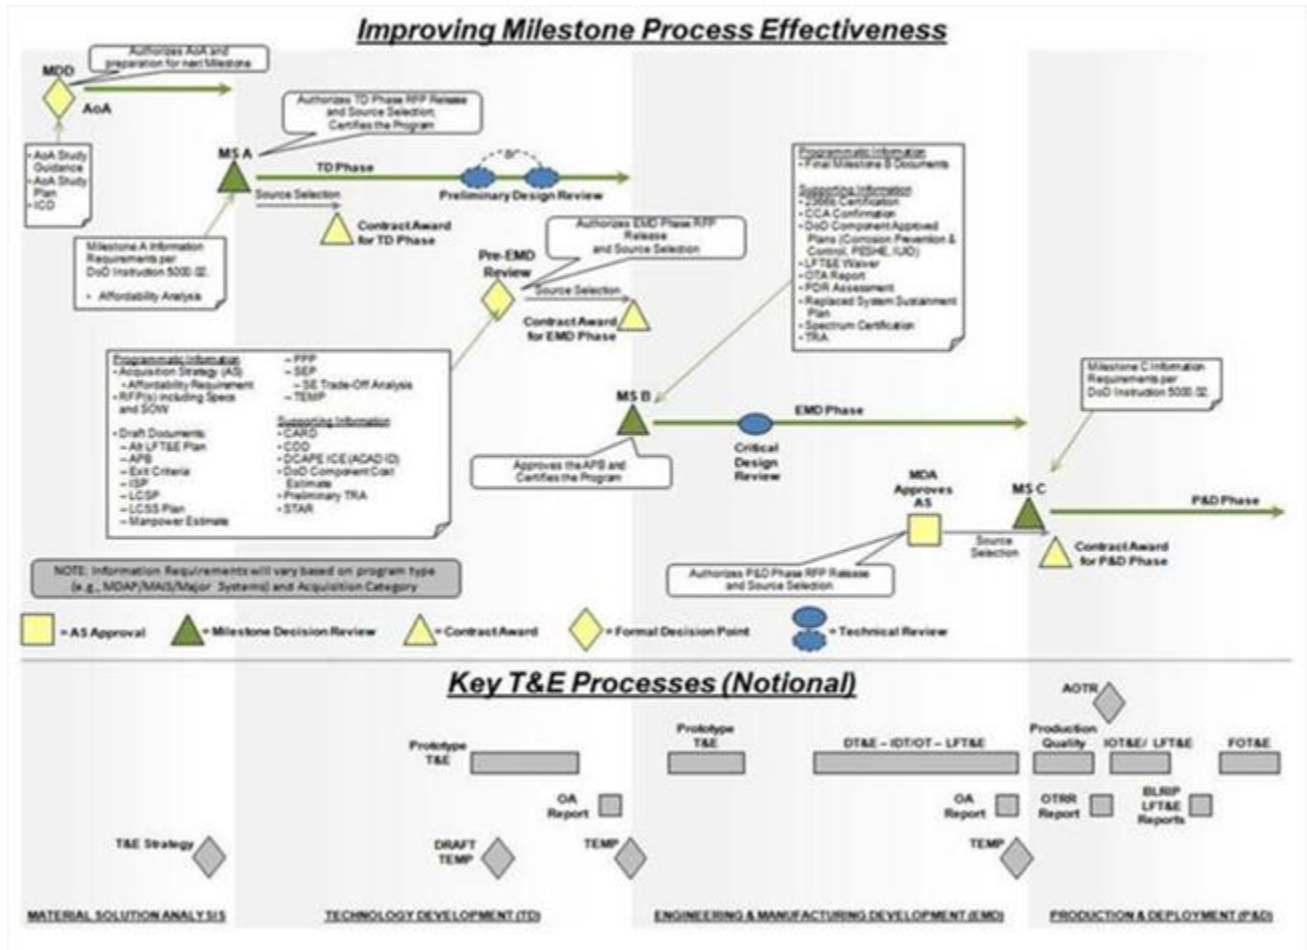 Improving Milestone Process Effectiveness
Authorizes AoA and
preparation for next Milestone
MDD
AoA
• AoA Study
Guidance
• AoA Study
Plan
• ICD
Authorizes TD Phase RFP Release
and Source Selection;
Certifies the Program
MS A
TD Phase
or
Source Selection
Preliminary Design Review
Contract Award
for TD Phase
Milestone A Information
Requirements per
DoD Instruction 5000.02.
• Affordability Analysis
Authorizes EMD Phase RFP
Release
and Source Selection
Pre-EMD
Review
Source Selection
Contract Award
for EMD Phase
Programmatic Information
• Final Milestone B Documents
Supporting Information
• 2366b Certification
• CCA Confirmation
• DoD Component Approved
Plans (Corrosion Prevention &
Control, PESHE, IUID)
• LFT&E Waiver
• OTA Report
• PDR Assessment
• Replaced System Sustainment
Plan
• Spectrum Certification
• TRA
Programmatic Information
• Acquisition Strategy (AS)
• Affordability Requirement
• RFP(s) including Specs
and SOW
• Draft Documents
– Alt LFT&E Plan
– APB
– Exit Criteria
– ISP
– LCSP
– LCSS Plan
– Manpower Estimate
– PPP
– SEP
– SE Trade-Off Analysis
– TEMP
Supporting Information
• CARD
• CDD
• DCAPE ICE (ACAD ID)
• DoD Component Cost
Estimate
• Preliminary TRA
• STAR
MS B
EMD Phase
Critical
Design
Review
Approves the APB and
Certifies the Program
Milestone C Information
Requirements per
DoD Instruction 5000.02.
MDA
Approves
AS
MS C
P&D Phase
Source
Selection
Contract Award
for P&D Phase
Authorizes P&D Phase RFP Release
and Source Selection
NOTE: Information Requirements will vary based on program type
(e.g., MDAP/MAIS/Major Systems) and Acquisition Category
= AS Approval
= Milestone Decision Review
= Contract Award
= Formal Decision Point
= Technical Review
Key T&E Processes (Notional)
AOTR
Prototype
T&E
Prototype
T&E
DT&E – IDT/OT – LFT&E
Production
Quality
IOT&E/ LFT&E
FOT&E
OA
Report
OA
Report
OTRR
Report
BLRIP
LFT&E
Reports
T&E Strategy
DRAFT
TEMP
TEMP
TEMP
MATERIAL SOLUTION ANALYSIS
TECHNOLOGY DEVELOPMENT (TD)
ENGINEERING & MANUFACTURING DEVELOPMENT (EMD)
PRODUCTION & DEPLOYMENT (P&D)